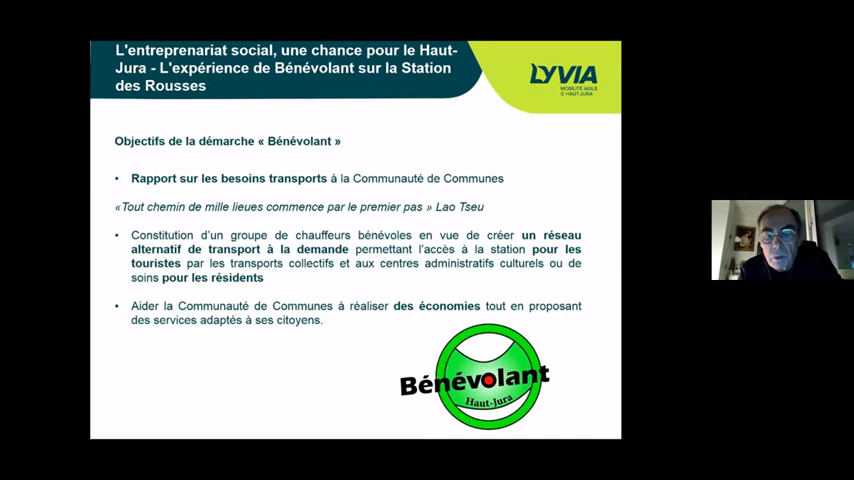 L'entreprenariat social, une chance pour le Haut-
Jura - L'expérience de Bénévolant sur la Station
des Rousses
LYVIA
MOBILITÉ AGILE
HAUT-JURA
Objectifs de la démarche « Bénévolant »
• Rapport sur les besoins transports à la Communauté de Communes
«Tout chemin de mille lieues commence par le premier pas » Lao Tseu
• Constitution d'un groupe de chauffeurs bénévoles en vue de créer un réseau
alternatif de transport à la demande permettant l'accès à la station pour les
touristes par les transports collectifs et aux centres administratifs culturels ou de
soins pour les résidents
• Aider la Communauté de Communes à réaliser des économies tout en proposant
des services adaptés à ses citoyens.
Bénévolant
Haut-Jura